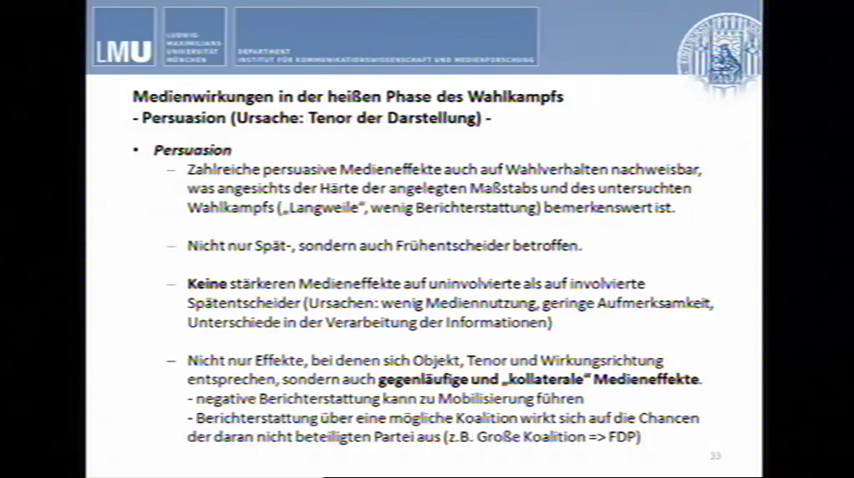 LMU
LUDWIG
MAXIMILIANS
UNIVERSITÄT
MÜNCHEN
DEPARTMENT
INSTITUT FÜR KOMMUNIKATIONSWISSENSCHAFT UND MEDIENFORSCHUNG
Medienwirkungen in der heißen Phase des Wahlkampfs
- Persuasion (Ursache: Tenor der Darstellung) -
• Persuasion
– Zahlreiche persuasive Medieneffekte auch auf Wahlverhalten nachweisbar,
was angesichts der Härte der angelegten Maßstabs und des untersuchten
Wahlkampfs („Langweile“, wenig Berichterstattung) bemerkenswert ist.
– Nicht nur Spät-, sondern auch Frühentscheider betroffen.
– Keine stärkeren Medieneffekte auf uninvolvierte als auf involvierte
Spätentscheider (Ursachen: wenig Mediennutzung, geringe Aufmerksamkeit,
Unterschiede in der Verarbeitung der Informationen)
– Nicht nur Effekte, bei denen sich Objekt, Tenor und Wirkungsrichtung
entsprechen, sondern auch gegenläufige und „kollaterale“ Medieneffekte.
- negative Berichterstattung kann zu Mobilisierung führen
- Berichterstattung über eine mögliche Koalition wirkt sich auf die Chancen
der daran nicht beteiligten Partei aus (z.B. Große Koalition => FDP)
33